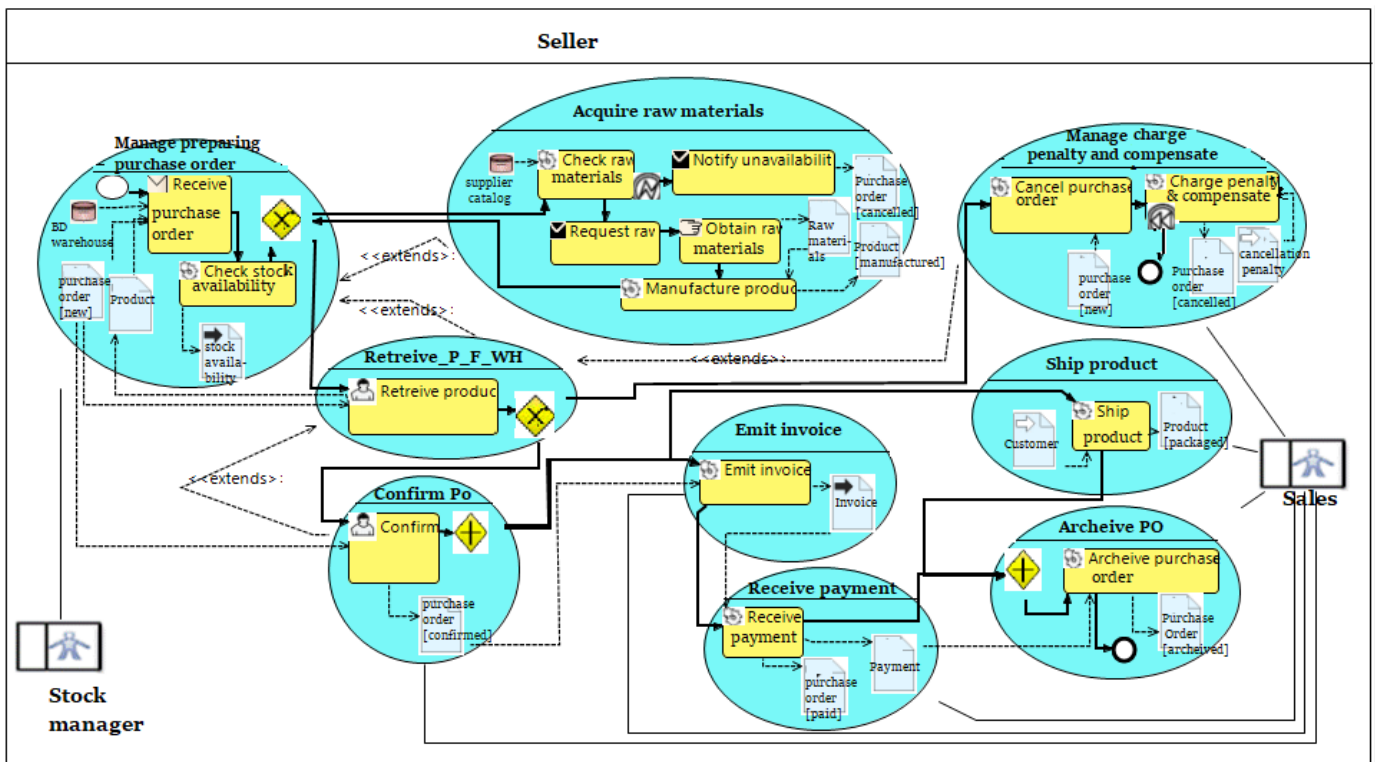 Seller
Manage preparing
purchase order
Receive
purchase
order
BD
warehouse
Check stock
availability
purchase
order
[new]
Product
stock
availa-
bility
Acquire raw materials
Check raw
materials
supplier
catalog
Notify unavailabilit
Purchase
order
[cancelled]
Request rav
Obtain rav
materials
Raw
materi-
als
Product
[manufactured]
Manufacture produc
Manage charge
penalty and compensate
Cancel purchase
order
Charge penalty
& compensate
purchase
order
[new]
Purchase
order
[cancelled]
cancellation
penalty
<<extends>:
<<extends>:
<<extends>:
<<extends>:
Retreive_P_F_WH
Retreive produc
Ship product
Ship
product
Customer
Product
[packaged]
Emit invoice
Emit invoice
Invoice
Confirm Po
Confirm
purchase
order
[confirmed]
Sales
Archeive PO
Archeive purchase
order
Purchase
Order
[archeived]
Receive payment
Receive
payment
Payment
purchase
order
[paid]
Stock
manager